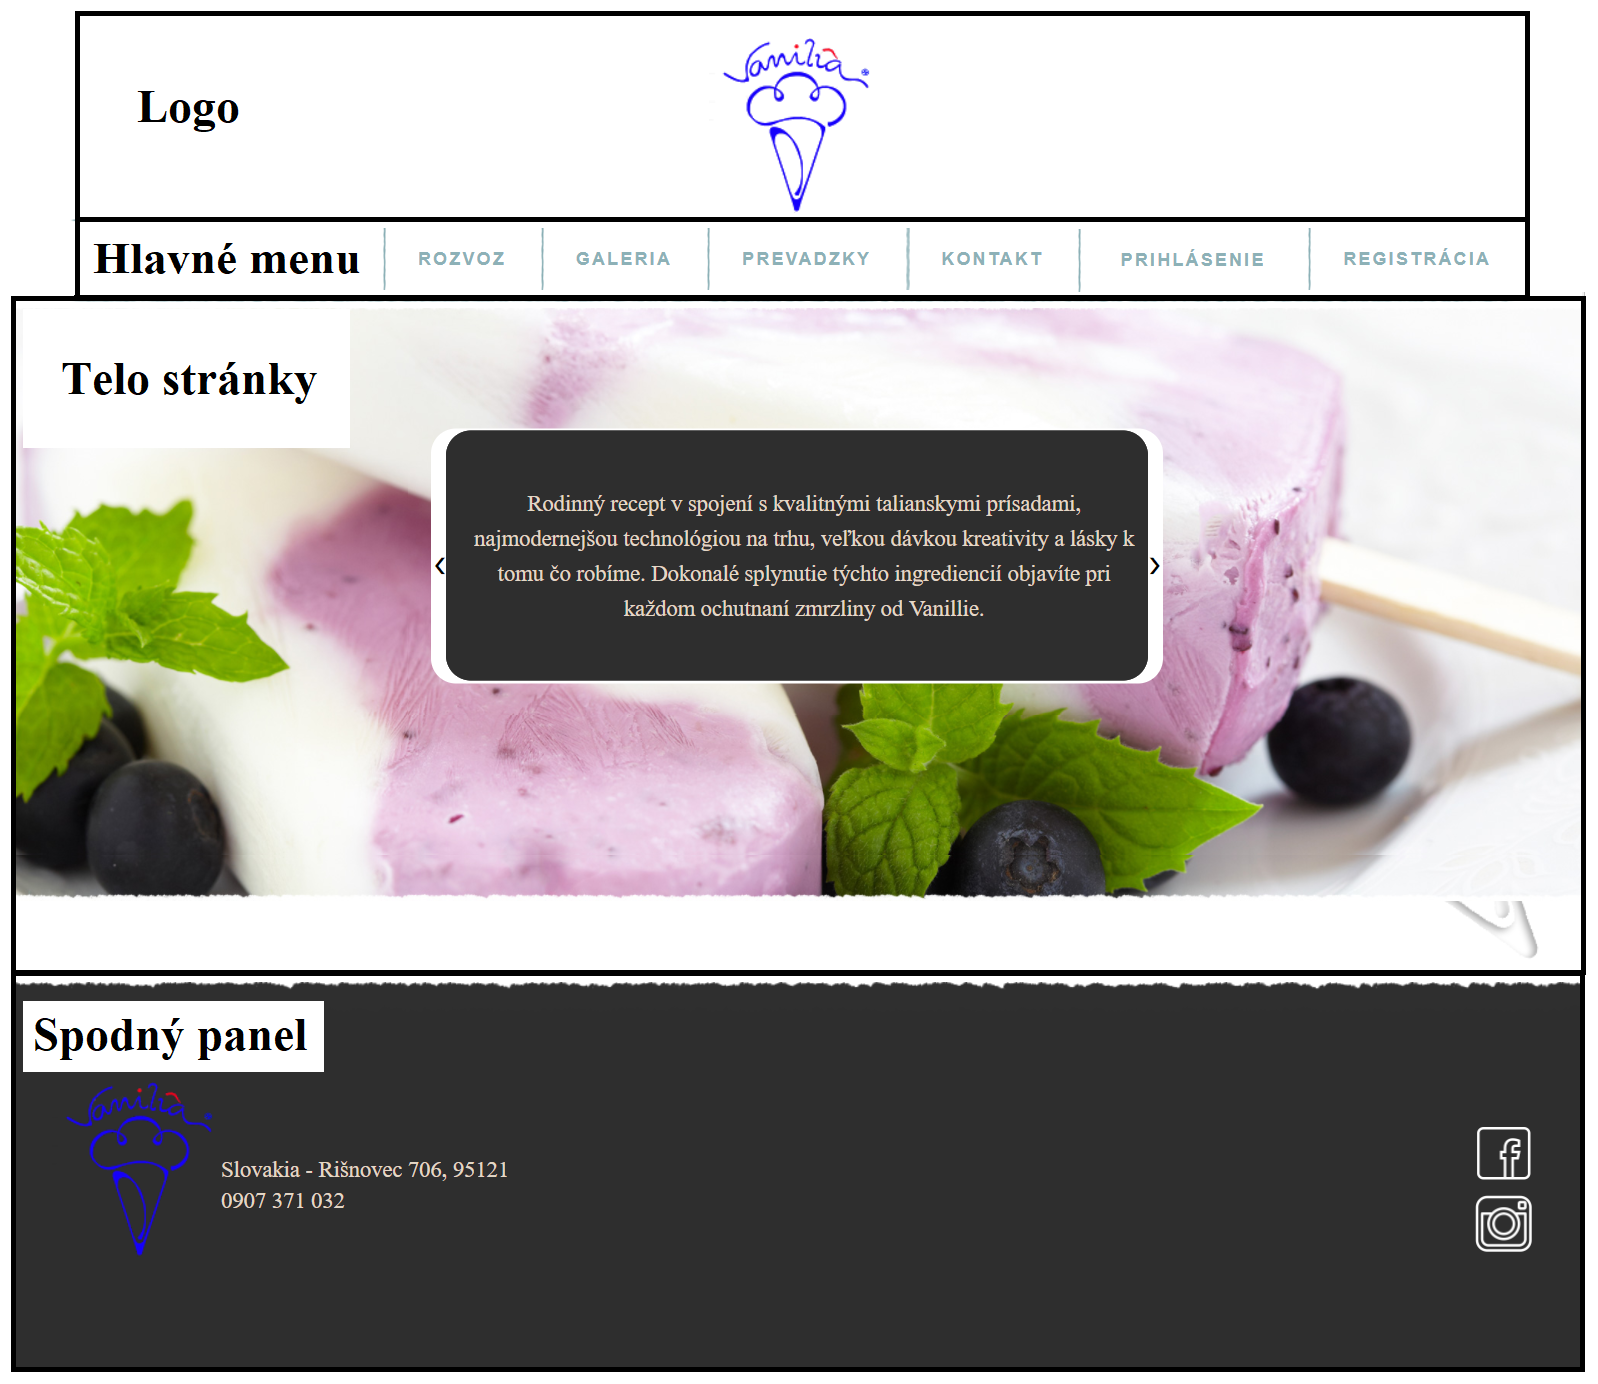 Vanilia
Logo
Hlavné menu
ROZVOZ
GALERIA
PREVADZKY
KONTAKT
PRIHLÁSENIE
REGISTRÁCIA
Telo stránky
Rodinný recept v spojení s kvalitnými talianskymi prísadami,
najmodernejšou technológiou na trhu, veľkou dávkou kreativity a lásky k
tomu čo robíme. Dokonalé splynutie týchto ingrediencií objavíte pri
každom ochutnaní zmrzliny od Vanillie.
‹
›
Spodný panel
Vanilia
Slovakia - Rišnovec 706, 95121
0907 371 032